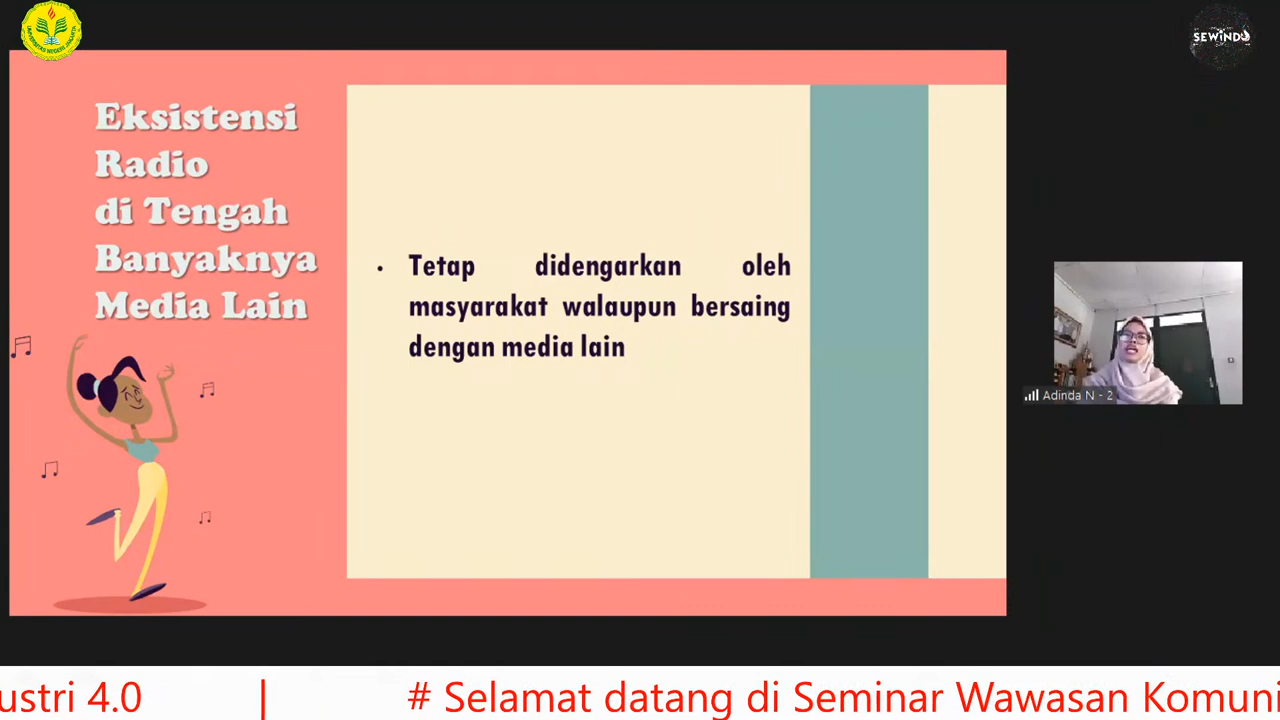 SEWINDO
Eksistensi
Radio
di Tengah
Banyaknya
Media Lain
• Tetap didengarkan oleh
masyarakat walaupun bersaing
dengan media lain
Adinda N - 2
ustri 4.0 | # Selamat datang di Seminar Wawasan Komuni